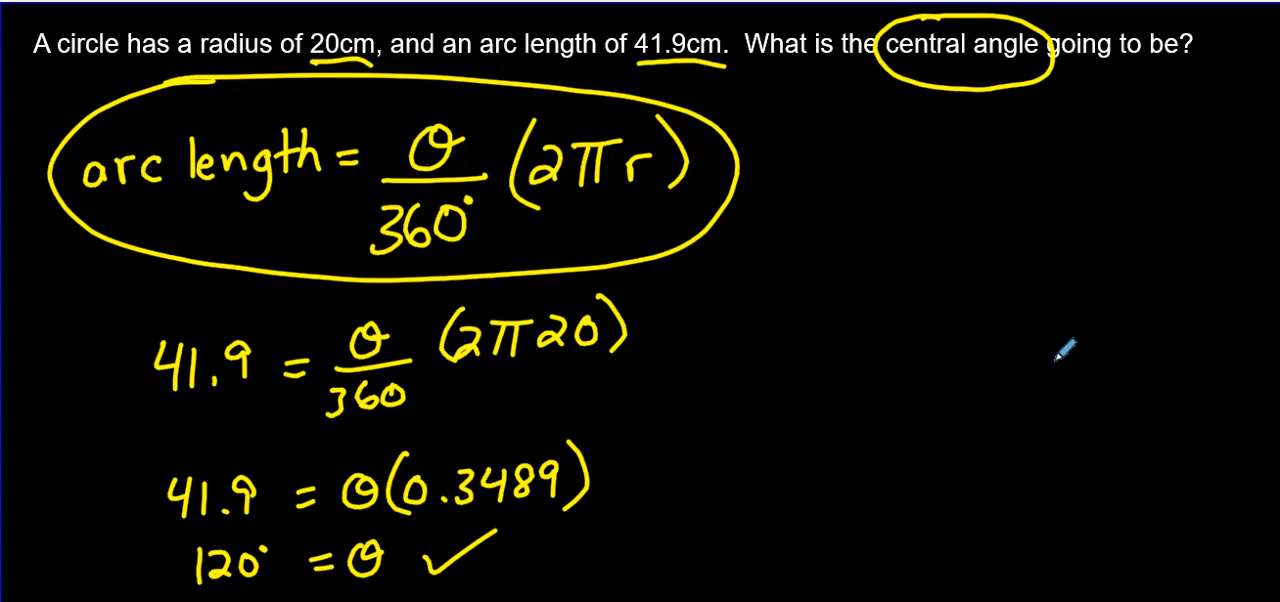 A circle has a radius of 20cm, and an arc length of 41.9cm. What is the central angle going to be?
arc length = θ/360° (2πr)
41.9 = θ/360 (2π20)
41.9 = θ(0.3489)
120° = θ ✓